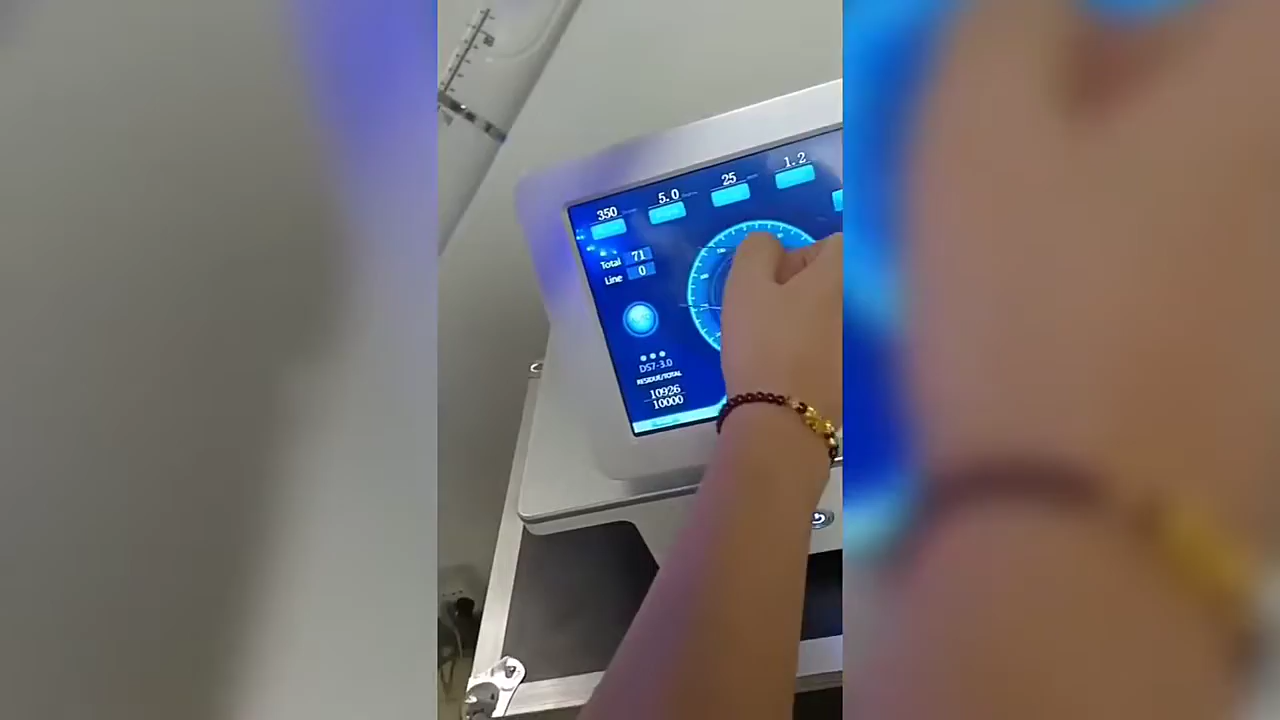 350
5.0
25
1.2
Total 71
Line 0
DS7-3.0
RESIDUE/TOTAL
10926
10000